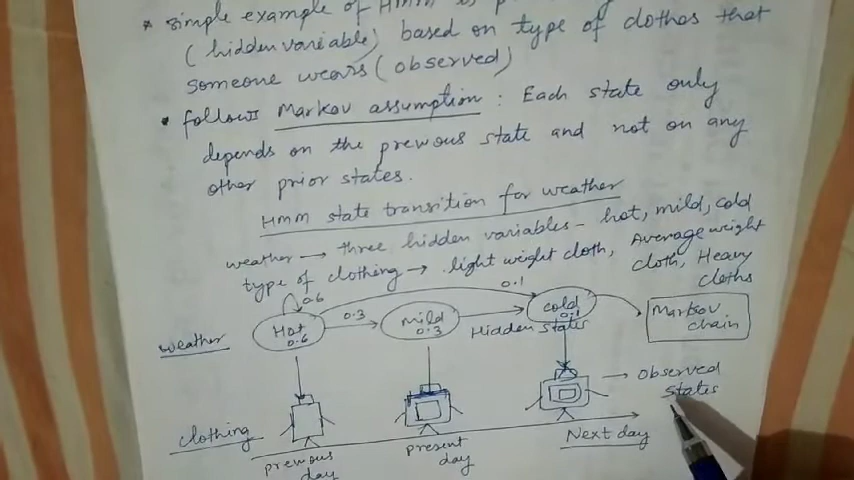 * simple example of HMM is
(hidden variable) based on type of clothes that
someone wears (observed)
• follows Markov assumption : Each state only
depends on the previous state and not on any
other prior states.
HMM state transition for weather
weather → three hidden variables - hot, mild, cold
type of clothing → light weight cloth, Average weight
cloth, Heavy
cloths
0.6
0.1
weather
Hot
0.6
0.3
mild
0.3
cold
0.1
Hidden states
Markov
chain
→ Observed
states
clothing
previous
day
present
day
Next day